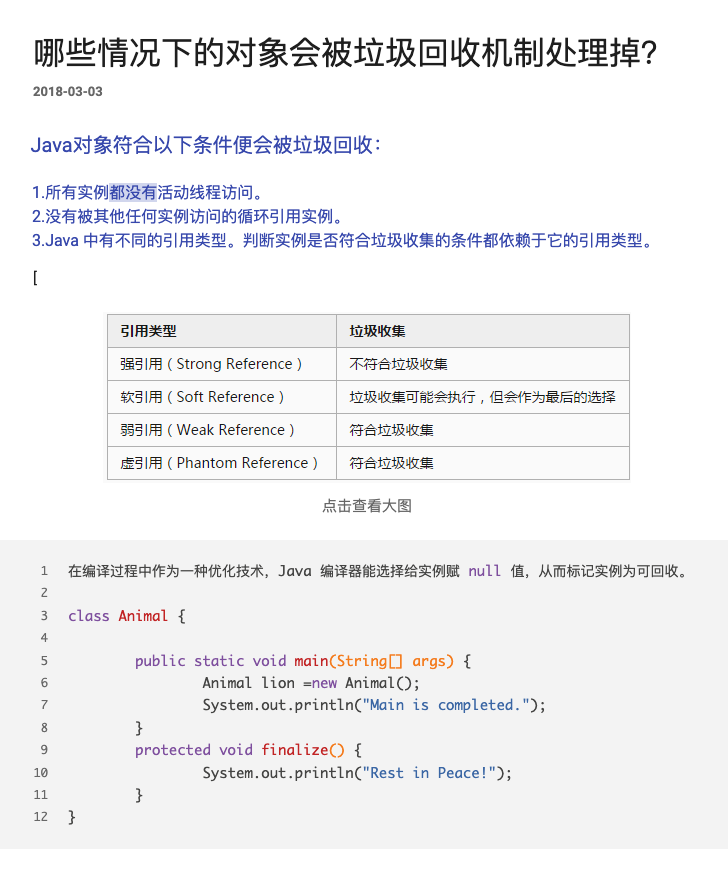 哪些情况下的对象会被垃圾回收机制处理掉？
2018-03-03
Java对象符合以下条件便会被垃圾回收：
1.所有实例都没有活动线程访问。
2.没有被其他任何实例访问的循环引用实例。
3.Java 中有不同的引用类型。判断实例是否符合垃圾收集的条件都依赖于它的引用类型。
[
引用类型 垃圾收集
强引用（Strong Reference） 不符合垃圾收集
软引用（Soft Reference） 垃圾收集可能会执行，但会作为最后的选择
弱引用（Weak Reference） 符合垃圾收集
虚引用（Phantom Reference） 符合垃圾收集
点击查看大图
1 在编译过程中作为一种优化技术，Java 编译器能选择给实例赋 null 值，从而标记实例为可回收。
2
3 class Animal {
4
5 public static void main(String[] args) {
6 Animal lion =new Animal();
7 System.out.println("Main is completed.");
8 }
9 protected void finalize() {
10 System.out.println("Rest in Peace!");
11 }
12 }